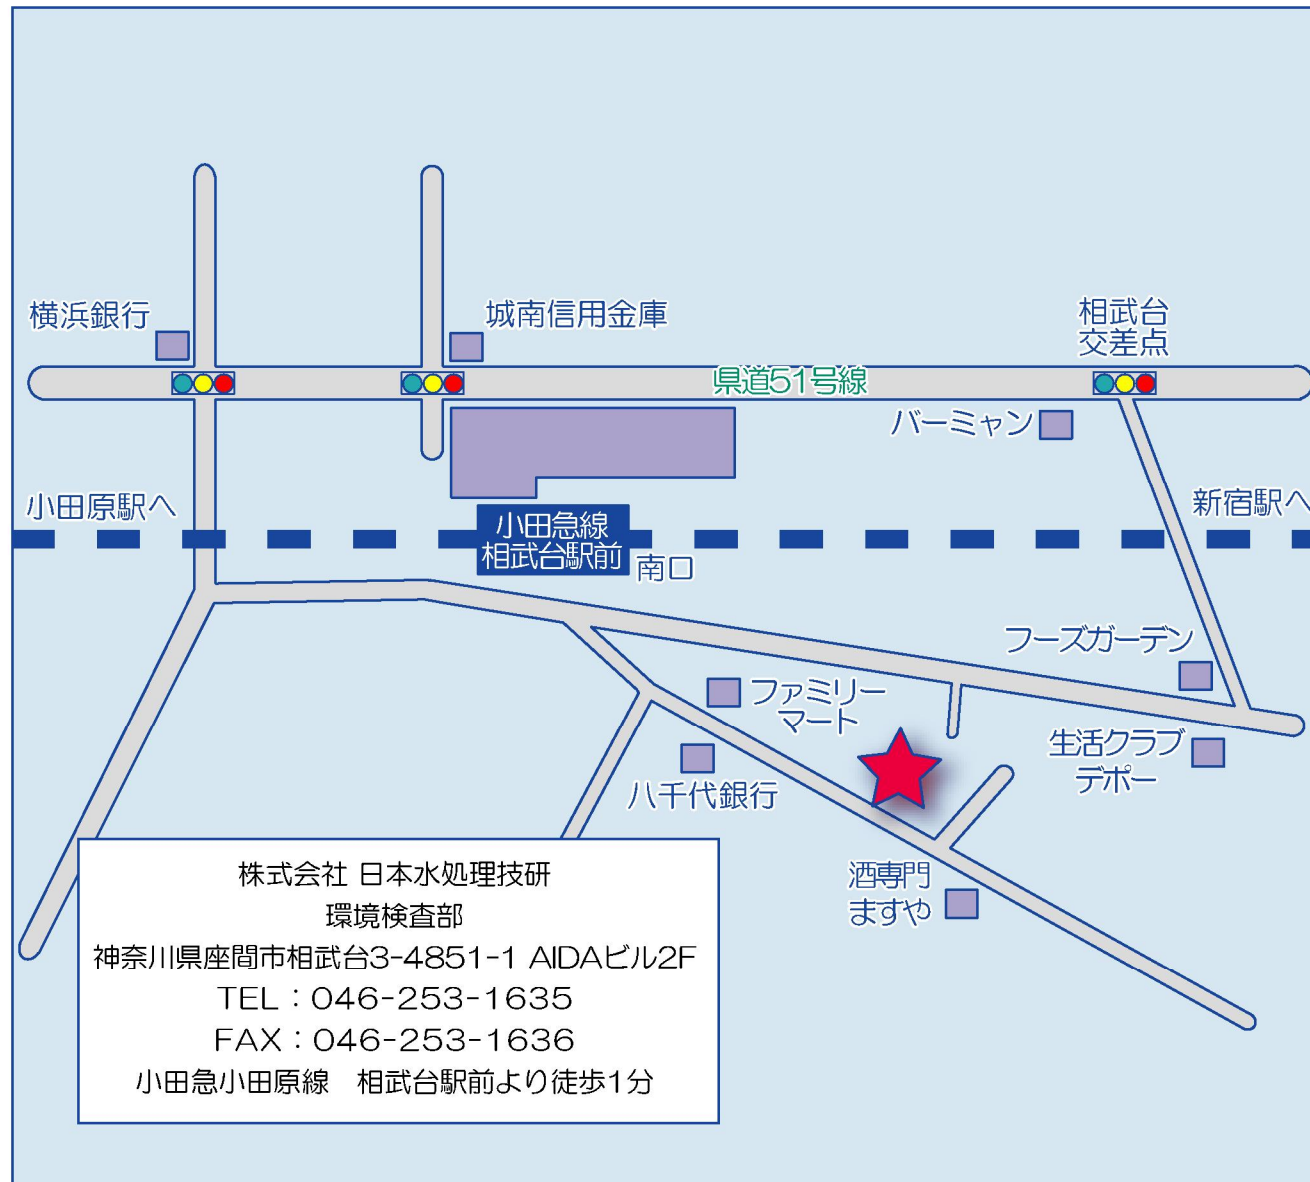 横浜銀行
城南信用金庫
相武台
交差点
県道51号線
バーミャン
小田原駅へ
新宿駅へ
小田急線
相武台駅前
南口
フーズガーデン
ファミリー
マート
生活クラブ
デポー
八千代銀行
酒専門
ますや
株式会社 日本水処理技研
環境検査部
神奈川県座間市相武台3-4851-1 AIDAビル2F
TEL：046-253-1635
FAX：046-253-1636
小田急小田原線　相武台駅前より徒歩1分